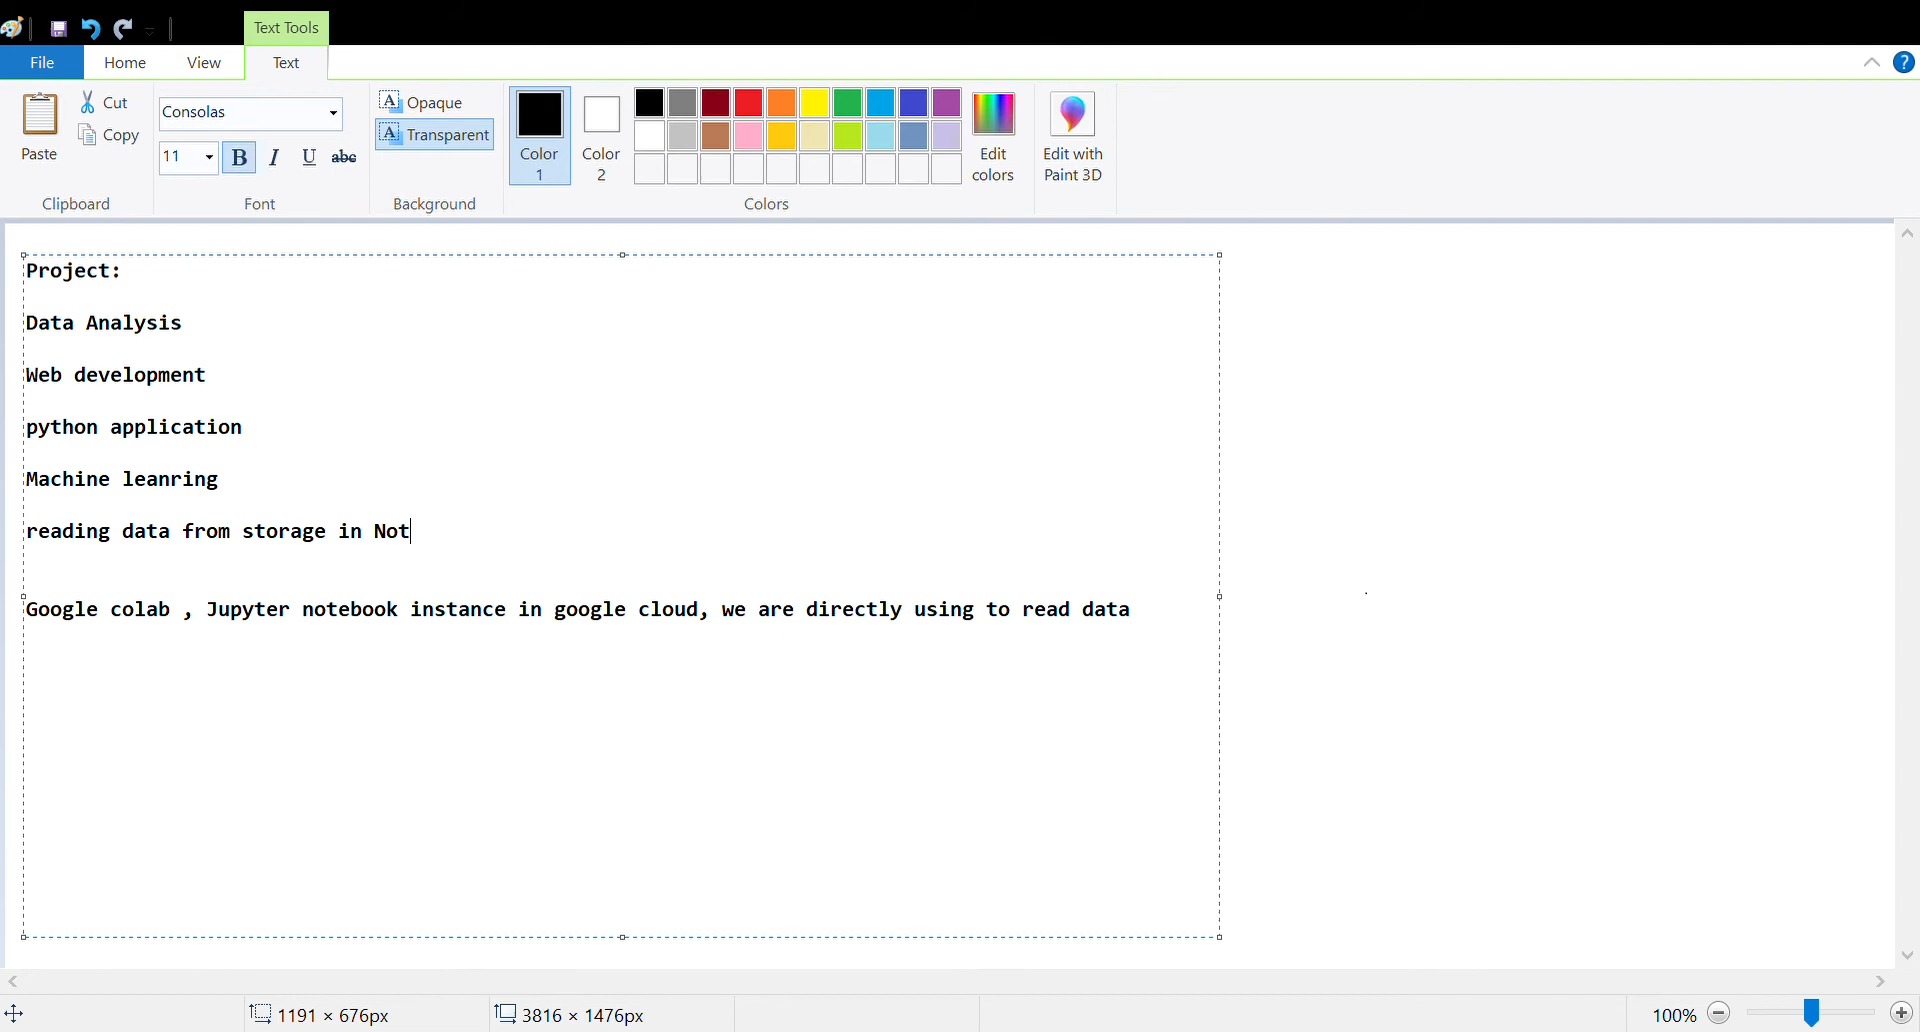 Text Tools
File Home View Text
Paste
Cut
Copy
Clipboard
Consolas
11 B I U abc
Font
Opaque
Transparent
Background
Color 1
Color 2
Edit colors
Colors
Edit with Paint 3D
Project:
Data Analysis
Web development
python application
Machine leanring
reading data from storage in Not
Google colab , Jupyter notebook instance in google cloud, we are directly using to read data
1191 × 676px 3816 × 1476px 100%